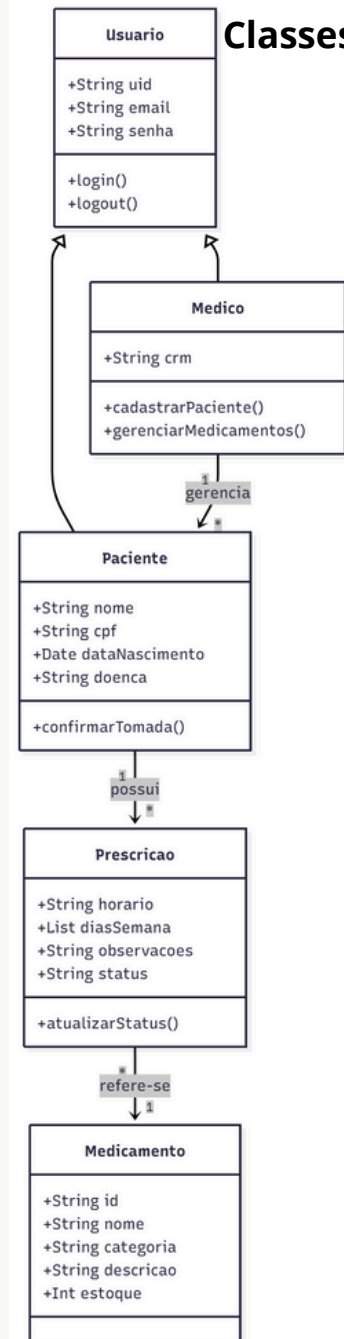 Classes
Usuario
+String uid
+String email
+String senha
+login()
+logout()
Medico
+String crm
+cadastrarPaciente()
+gerenciarMedicamentos()
1
gerencia
*
Paciente
+String nome
+String cpf
+Date dataNascimento
+String doenca
+confirmarTomada()
1
possui
*
Prescricao
+String horario
+List diasSemana
+String observacoes
+String status
+atualizarStatus()
*
refere-se
1
Medicamento
+String id
+String nome
+String categoria
+String descricao
+Int estoque